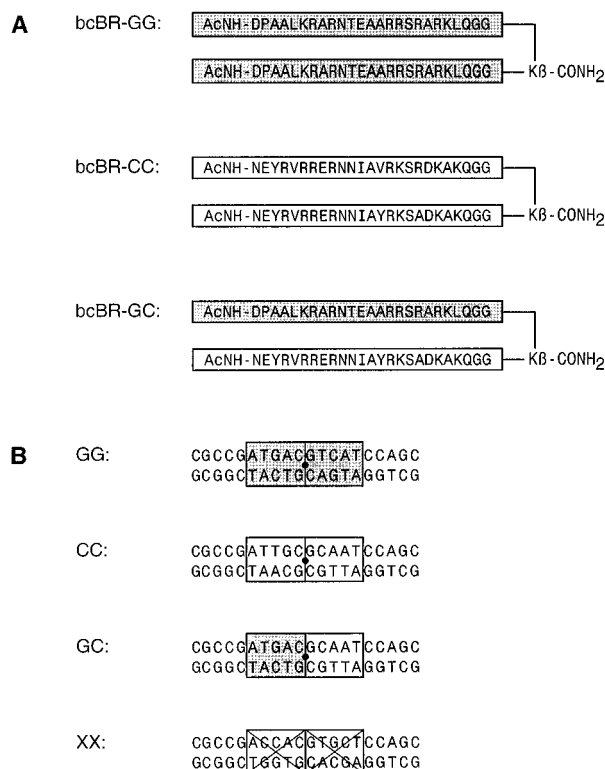 A
bcBR-GG: AcNH-DPAALKRARNTEAARRSRARKLQGG
AcNH-DPAALKRARNTEAARRSRARKLQGG Kß-CONH2
bcBR-CC: AcNH-NEYRVRRERNNIAVRKSRDKAKQGG
AcNH-NEYRVRRERNNIAYRKSADKAKQGG Kß-CONH2
bcBR-GC: AcNH-DPAALKRARNTEAARRSRARKLQGG
AcNH-NEYRVRRERNNIAYRKSADKAKQGG Kß-CONH2
B
GG: CGCCGATGACGTCATCCAGC
GCGGCTACTGCAGTAGGTCG
CC: CGCCGATTGCGCAATCCAGC
GCGGCTAACGCGTTAGGTCG
GC: CGCCGATGACGCAATCCAGC
GCGGCTACTGCGTTAGGTCG
XX: CGCCGACCACGTGCTCCAGC
GCGGCTGGTGCACGAGGTCG